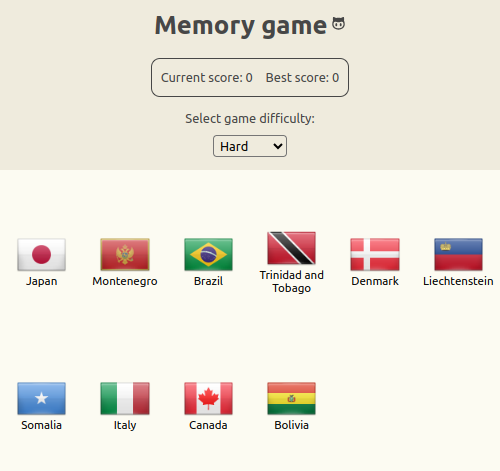 Memory game
Current score: 0 Best score: 0
Select game difficulty:
Hard
Japan
Montenegro
Brazil
Trinidad and
Tobago
Denmark
Liechtenstein
Somalia
Italy
Canada
Bolivia